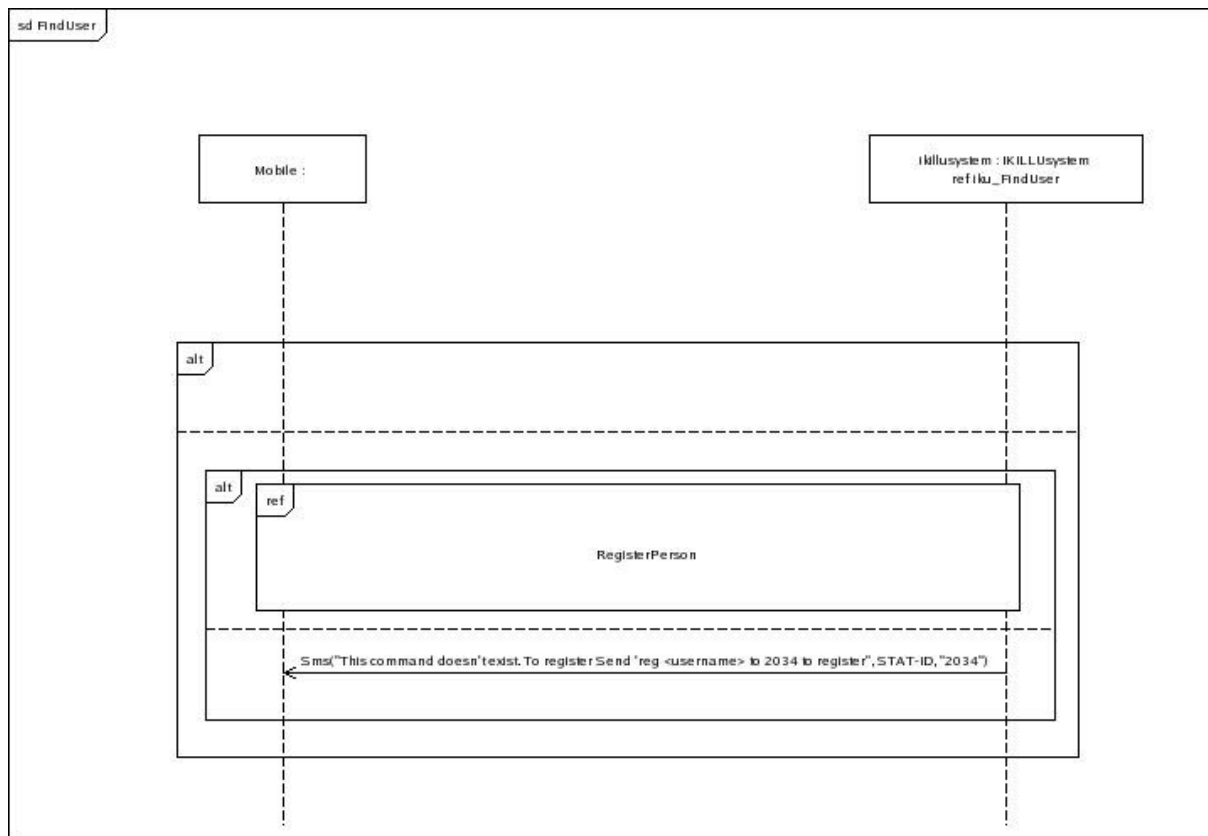 sd FindUser
Mobile :
ikillusystem : IKILLUsystem
ref iku_FindUser
alt
alt
ref
RegisterPerson
Sms("This command doesn't exist. To register Send 'reg <username> to 2034 to register", STAT-ID, "2034")